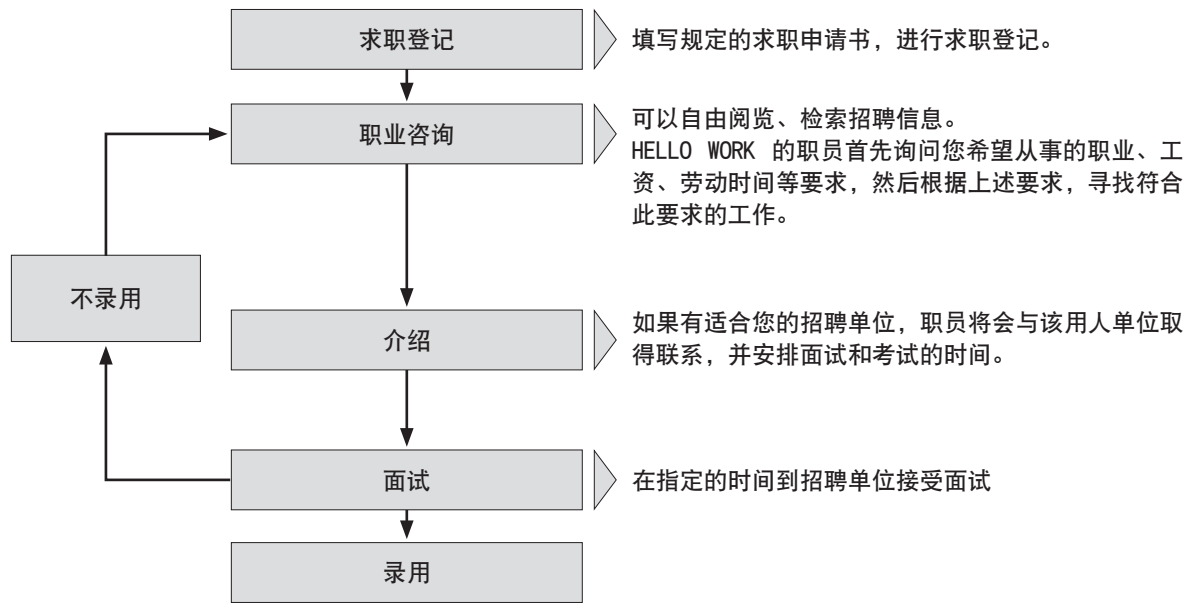 求职登记
填写规定的求职申请书，进行求职登记。
职业咨询
可以自由阅览、检索招聘信息。
HELLO WORK 的职员首先询问您希望从事的职业、工
资、劳动时间等要求，然后根据上述要求，寻找符合
此要求的工作。
不录用
介绍
如果有适合您的招聘单位，职员将会与该用人单位取
得联系，并安排面试和考试的时间。
面试
在指定的时间到招聘单位接受面试
录用